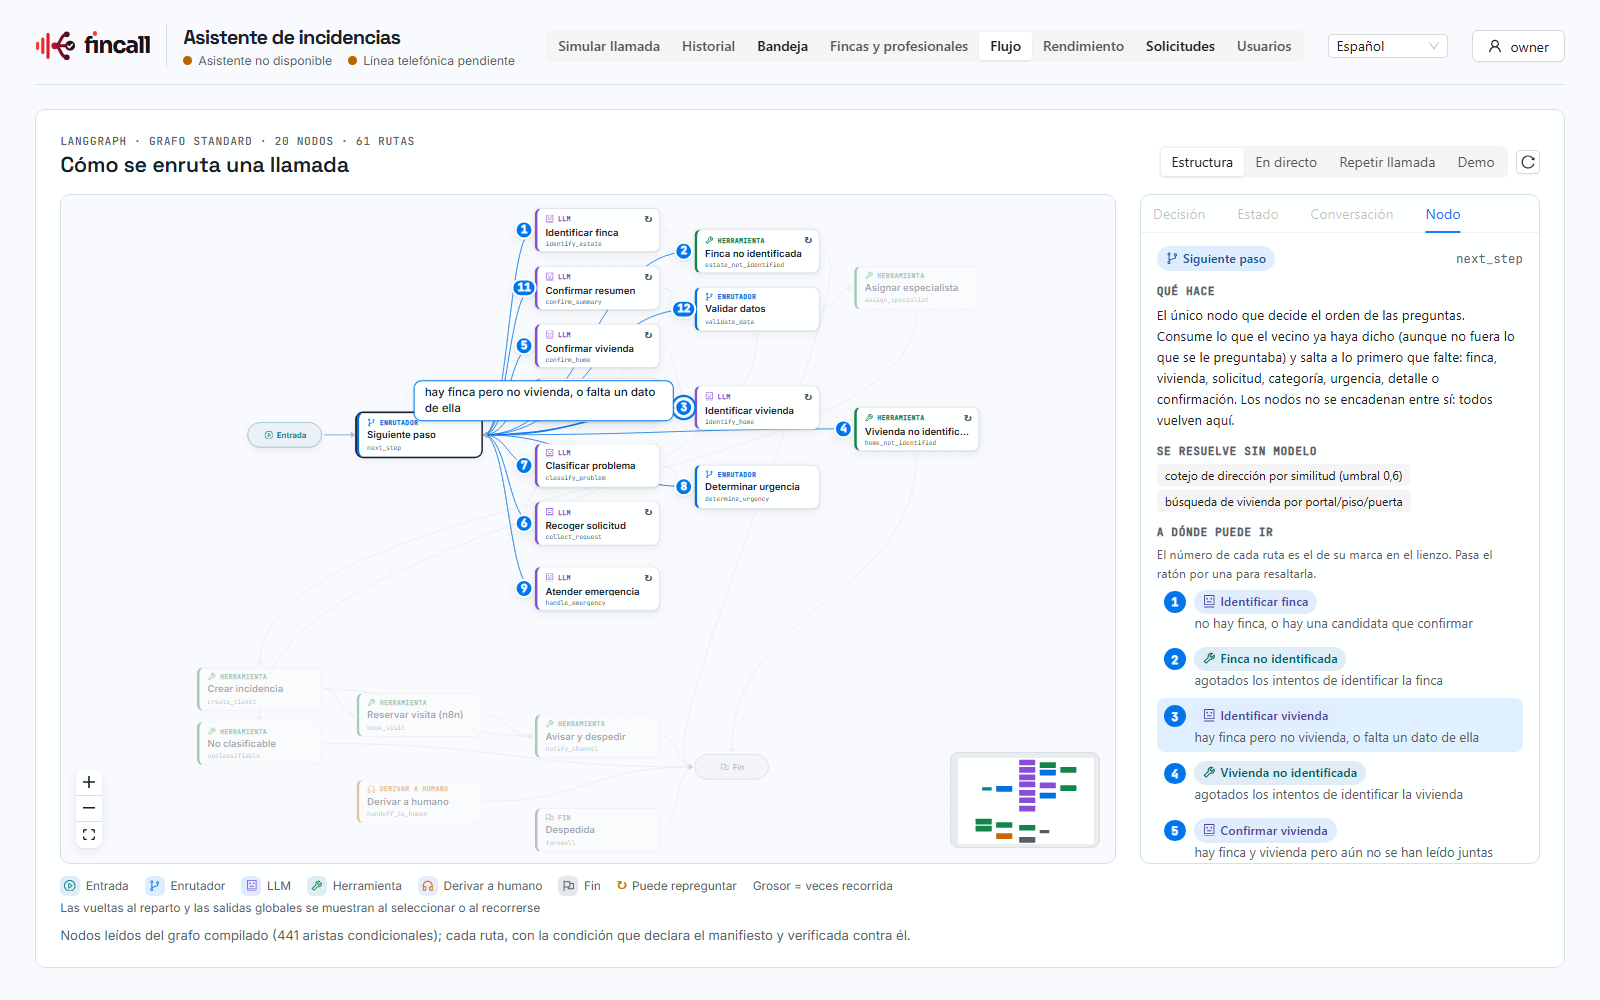 fincall
Asistente de incidencias
Asistente no disponible
Línea telefónica pendiente
Simular llamada
Historial
Bandeja
Fincas y profesionales
Flujo
Rendimiento
Solicitudes
Usuarios
Español
owner
LANGGRAPH · GRAFO STANDARD · 20 NODOS · 61 RUTAS
Cómo se enruta una llamada
Estructura
En directo
Repetir llamada
Demo
1
LLM
Identificar finca
identify_estate
2
HERRAMIENTA
Finca no identificada
estate_not_identified
11
LLM
Confirmar resumen
confirm_summary
12
ENRUTADOR
Validar datos
validate_data
HERRAMIENTA
Asignar especialista
assign_specialist
5
LLM
Confirmar vivienda
confirm_home
hay finca pero no vivienda, o falta un dato
de ella
3
LLM
Identificar vivienda
identify_home
Entrada
ENRUTADOR
Siguiente paso
next_step
4
HERRAMIENTA
Vivienda no identific...
home_not_identified
7
LLM
Clasificar problema
classify_problem
8
ENRUTADOR
Determinar urgencia
determine_urgency
6
LLM
Recoger solicitud
collect_request
9
LLM
Atender emergencia
handle_emergency
HERRAMIENTA
Crear incidencia
create_ticket
HERRAMIENTA
Reservar visita (n8n)
book_visit
HERRAMIENTA
No clasificable
unclassifiable
HERRAMIENTA
Avisar y despedir
notify_channel
Fin
DERIVAR A HUMANO
Derivar a humano
handoff_to_human
FIN
Despedida
farewell
Decisión
Estado
Conversación
Nodo
Siguiente paso
next_step
QUÉ HACE
El único nodo que decide el orden de las preguntas.
Consume lo que el vecino ya haya dicho (aunque no fuera lo
que se le preguntaba) y salta a lo primero que falte: finca,
vivienda, solicitud, categoría, urgencia, detalle o
confirmación. Los nodos no se encadenan entre sí: todos
vuelven aquí.
SE RESUELVE SIN MODELO
cotejo de dirección por similitud (umbral 0,6)
búsqueda de vivienda por portal/piso/puerta
A DÓNDE PUEDE IR
El número de cada ruta es el de su marca en el lienzo. Pasa el
ratón por una para resaltarla.
1
Identificar finca
no hay finca, o hay una candidata que confirmar
2
Finca no identificada
agotados los intentos de identificar la finca
3
Identificar vivienda
hay finca pero no vivienda, o falta un dato de ella
4
Vivienda no identificada
agotados los intentos de identificar la vivienda
5
Confirmar vivienda
hay finca y vivienda pero aún no se han leído juntas
Entrada
Enrutador
LLM
Herramienta
Derivar a humano
Fin
Puede repreguntar
Grosor = veces recorrida
Las vueltas al reparto y las salidas globales se muestran al seleccionar o al recorrerse
Nodos leídos del grafo compilado (441 aristas condicionales); cada ruta, con la condición que declara el manifiesto y verificada contra él.